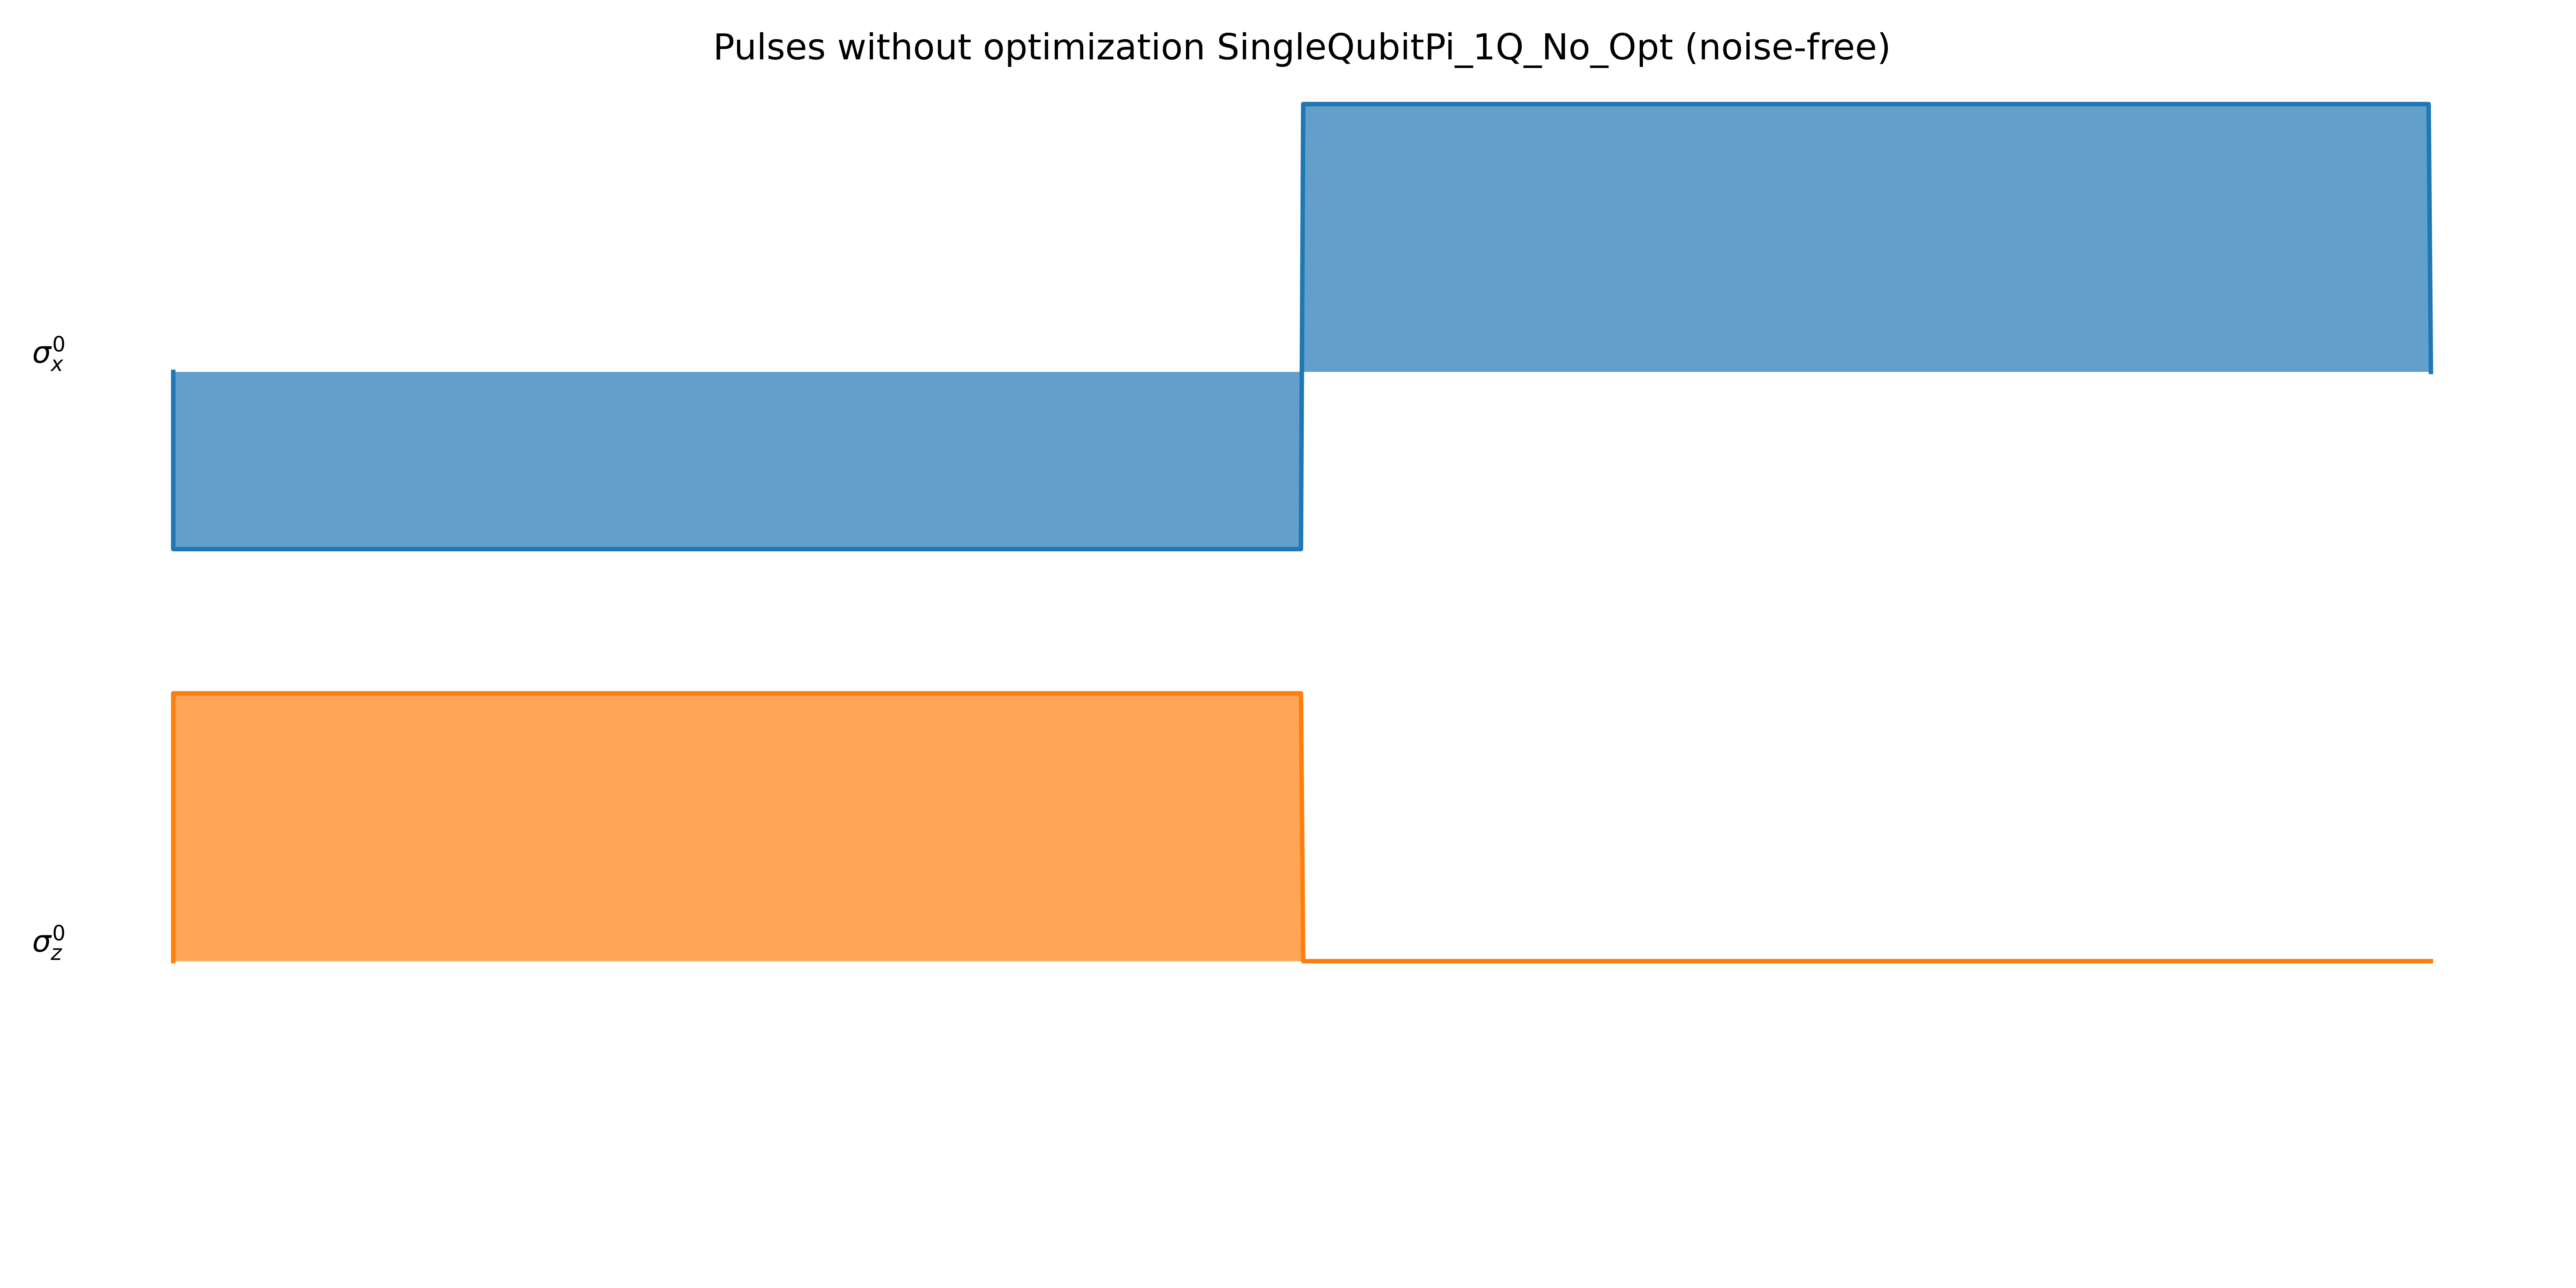 Pulses without optimization SingleQubitPi_1Q_No_Opt (noise-free)
σ_x^0
σ_z^0